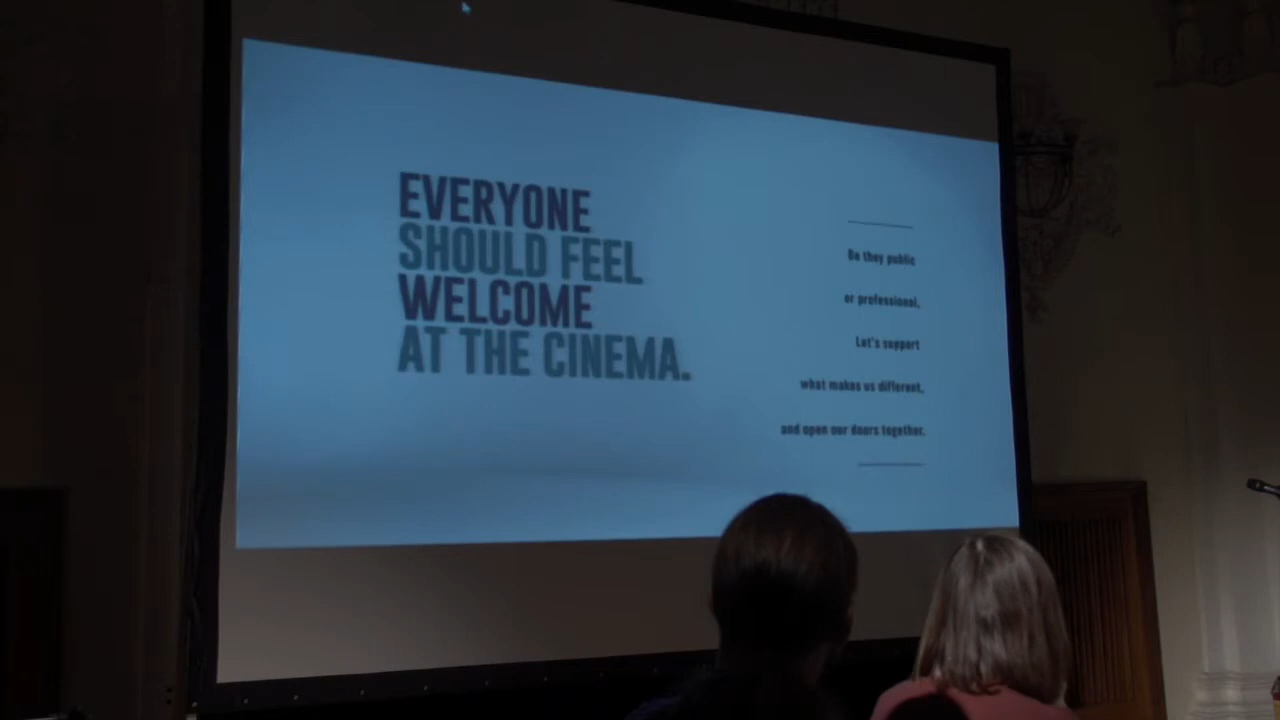 EVERYONE
SHOULD FEEL
WELCOME
AT THE CINEMA.
Be they public
or professional,
Let's support
what makes us different,
and open our doors together.